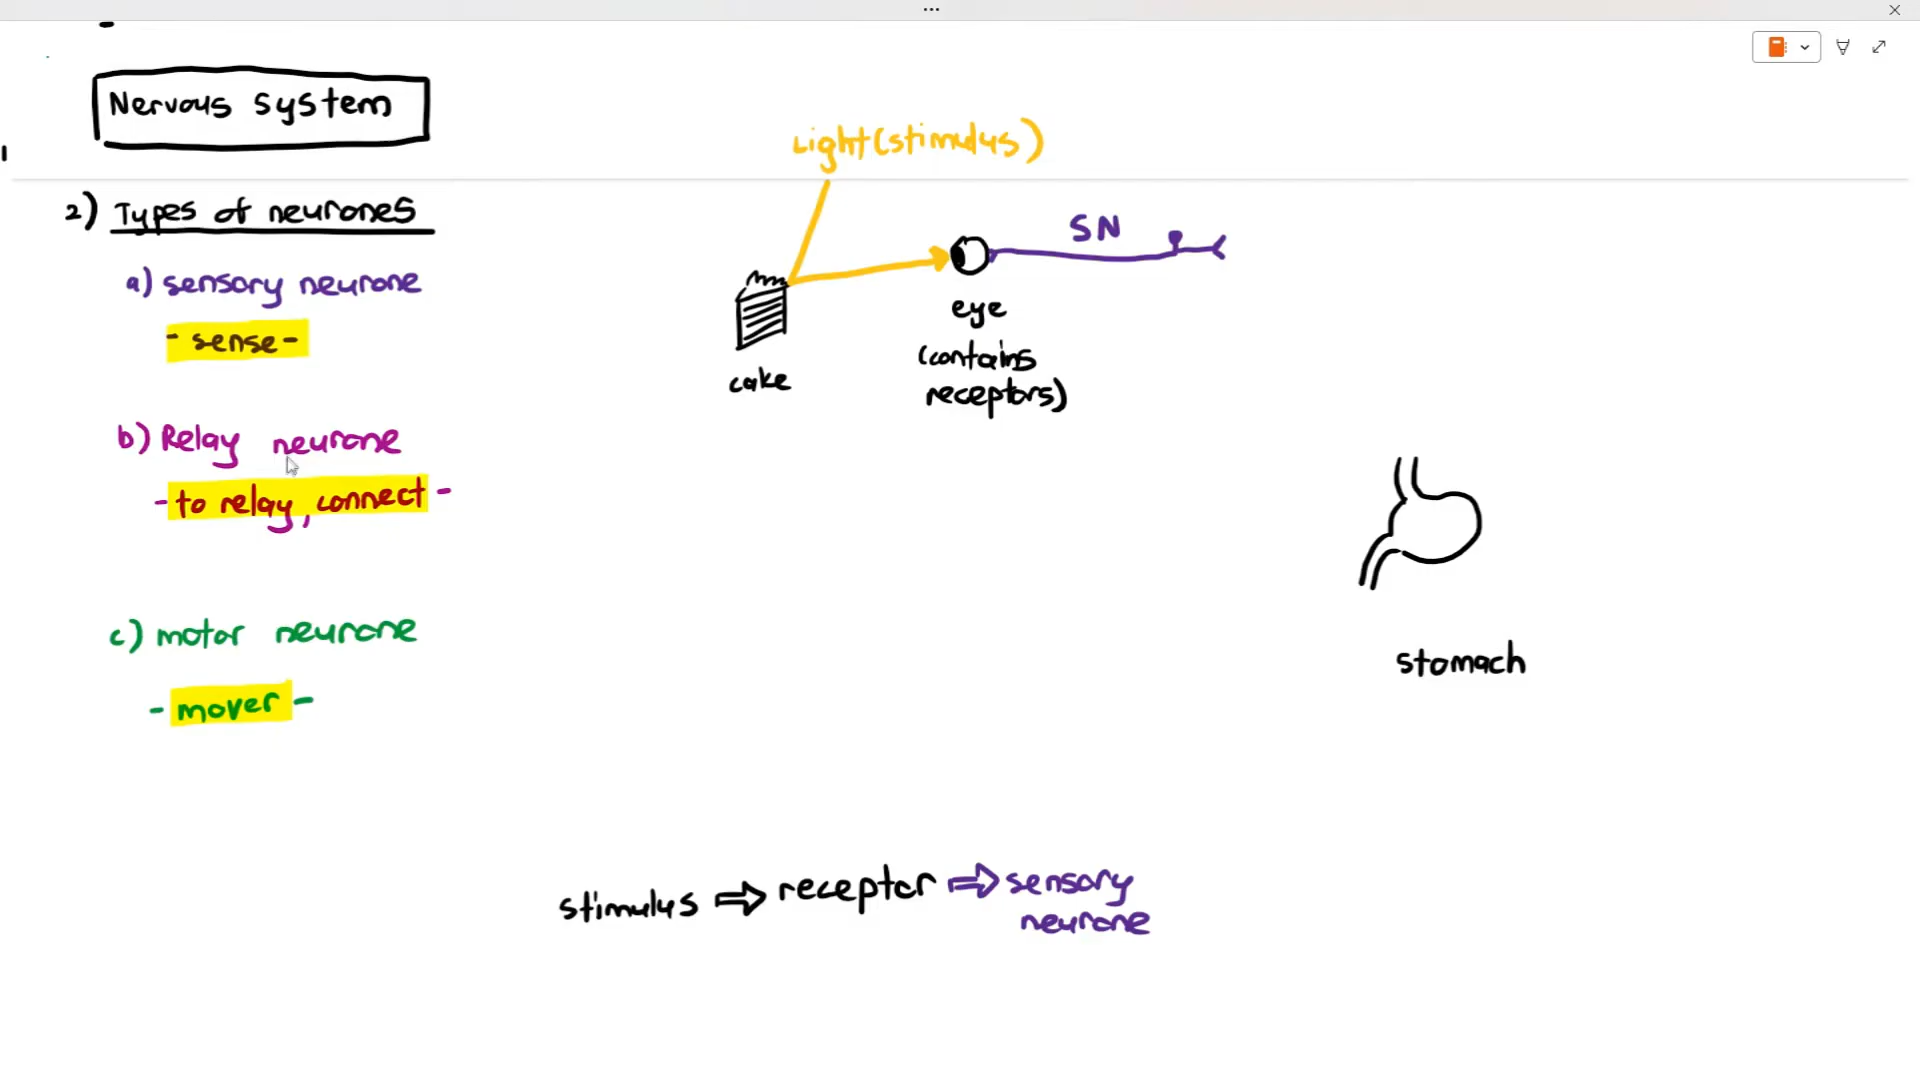 Nervous system
2) Types of neurones
a) sensory neurone
- sense -
b) Relay neurone
- to relay, connect -
c) motor neurone
- mover -
Light (stimulus)
SN
cake
eye
(contains
receptors)
stomach
stimulus ⇒ receptor ⇒ sensory
neurone